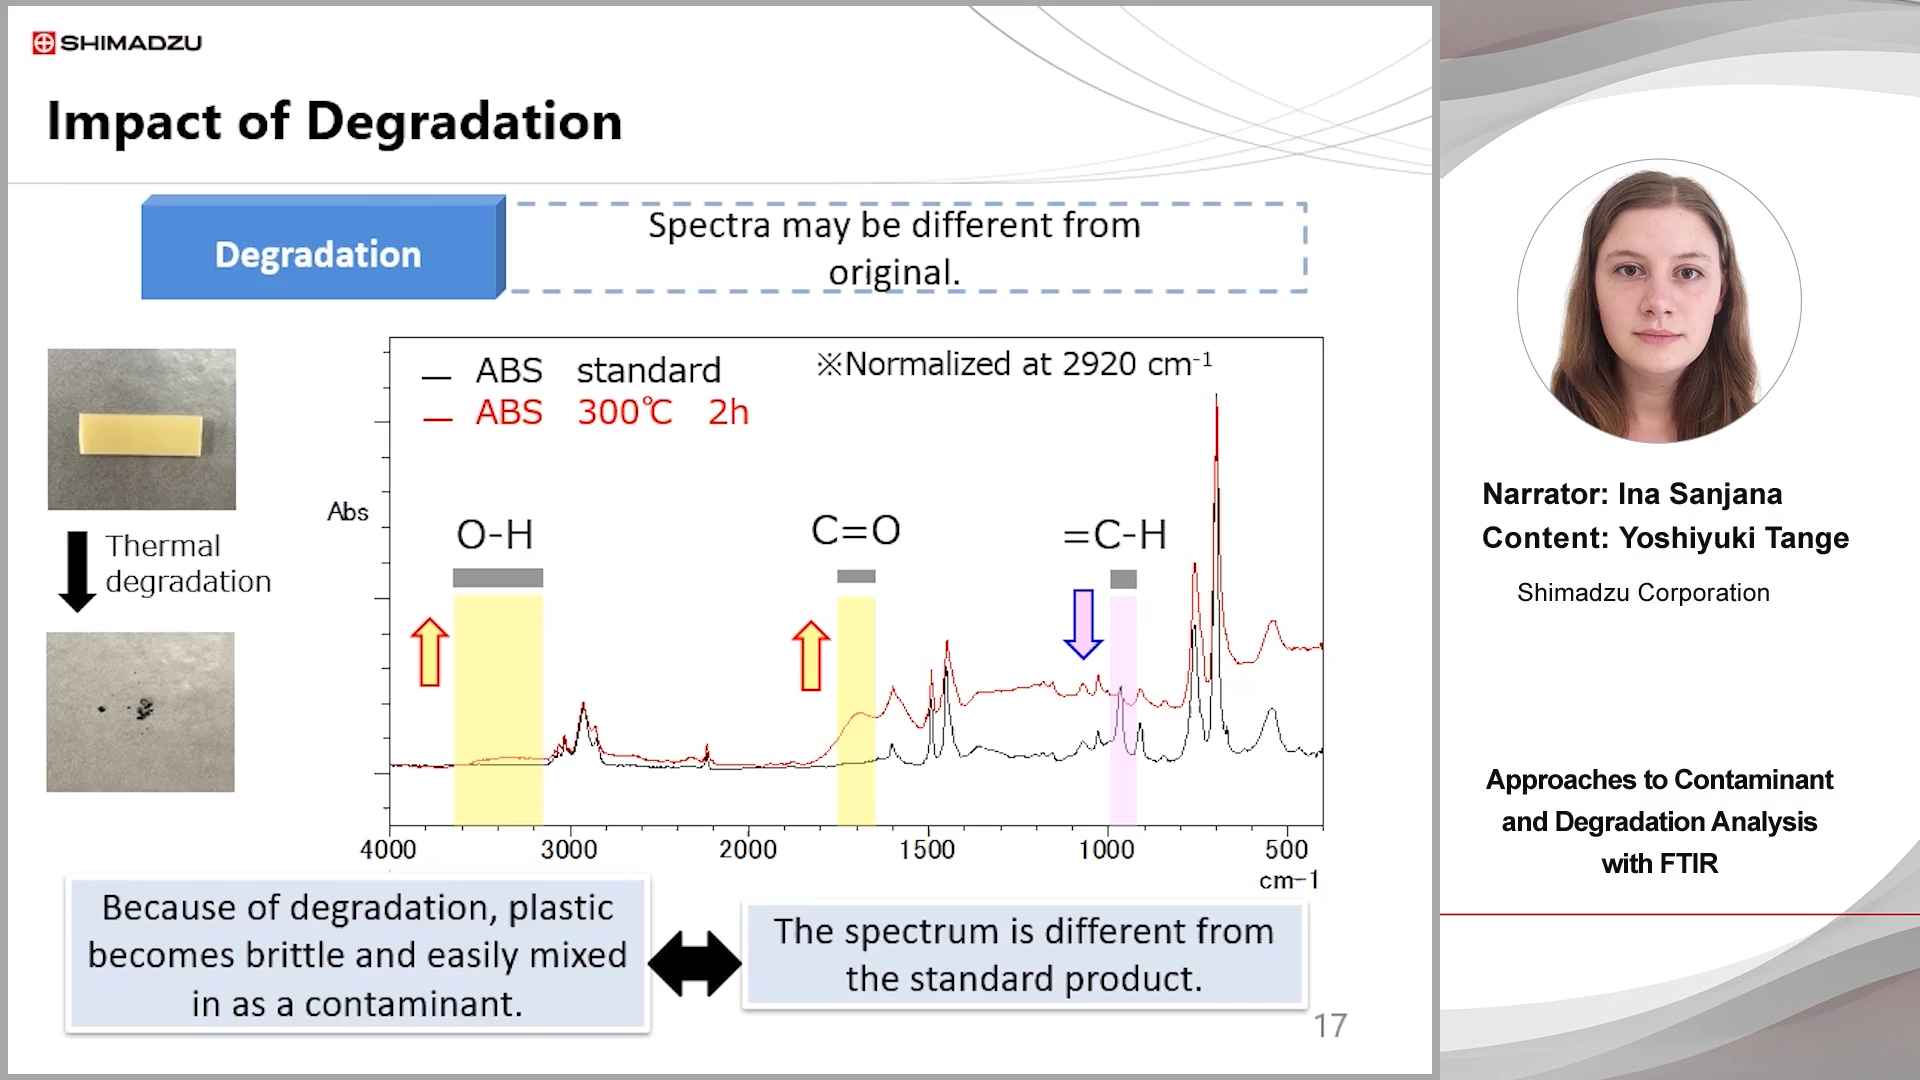 SHIMADZU
Impact of Degradation
Degradation
Spectra may be different from
original.
— ABS standard
— ABS 300℃ 2h
※Normalized at 2920 cm⁻¹
Abs
O-H
C=O
=C-H
Thermal
degradation
4000 3000 2000 1500 1000 500
cm-1
Because of degradation, plastic
becomes brittle and easily mixed
in as a contaminant.
The spectrum is different from
the standard product.
17
Narrator: Ina Sanjana
Content: Yoshiyuki Tange
Shimadzu Corporation
Approaches to Contaminant
and Degradation Analysis
with FTIR